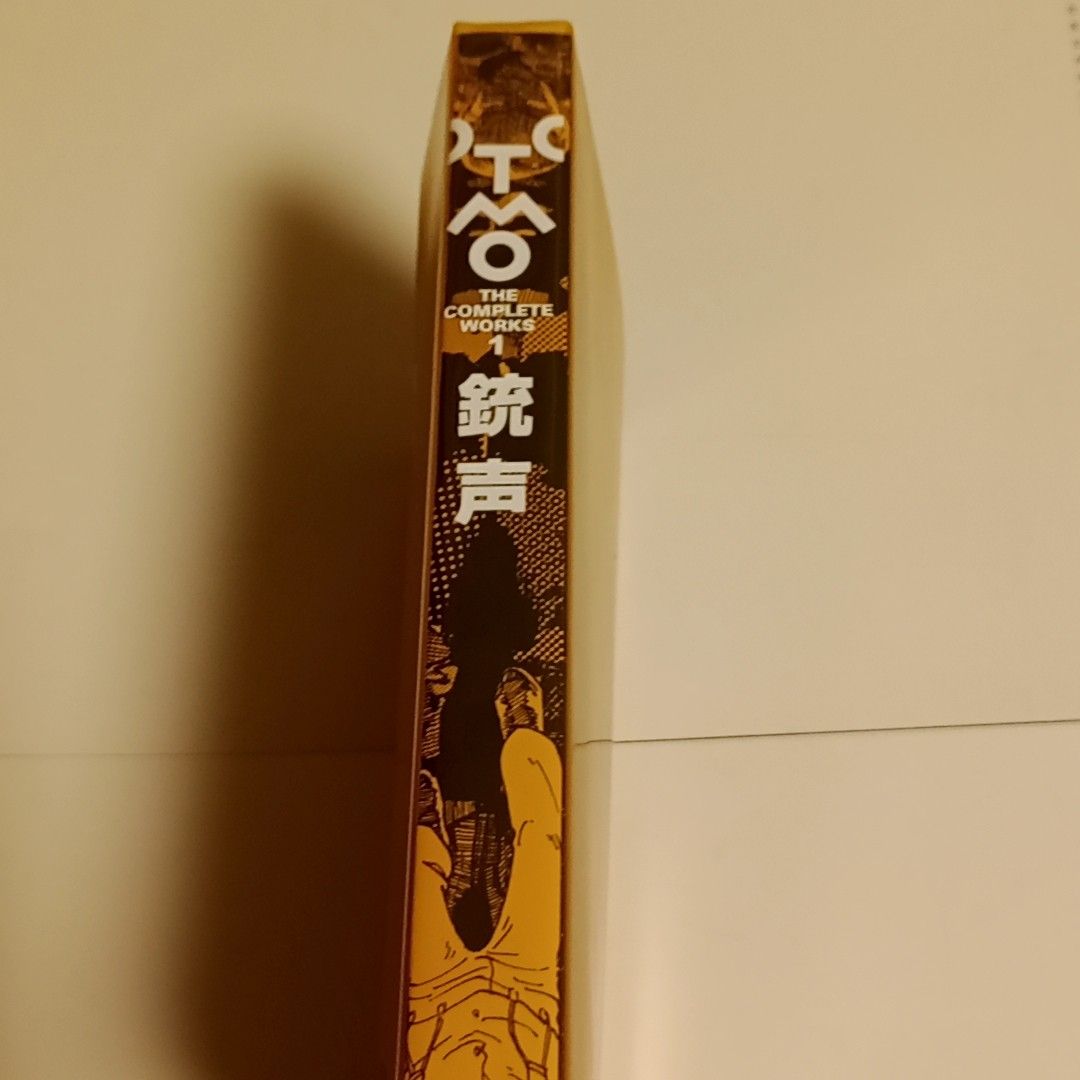 OTOMO
THE
COMPLETE
WORKS
1
銃声